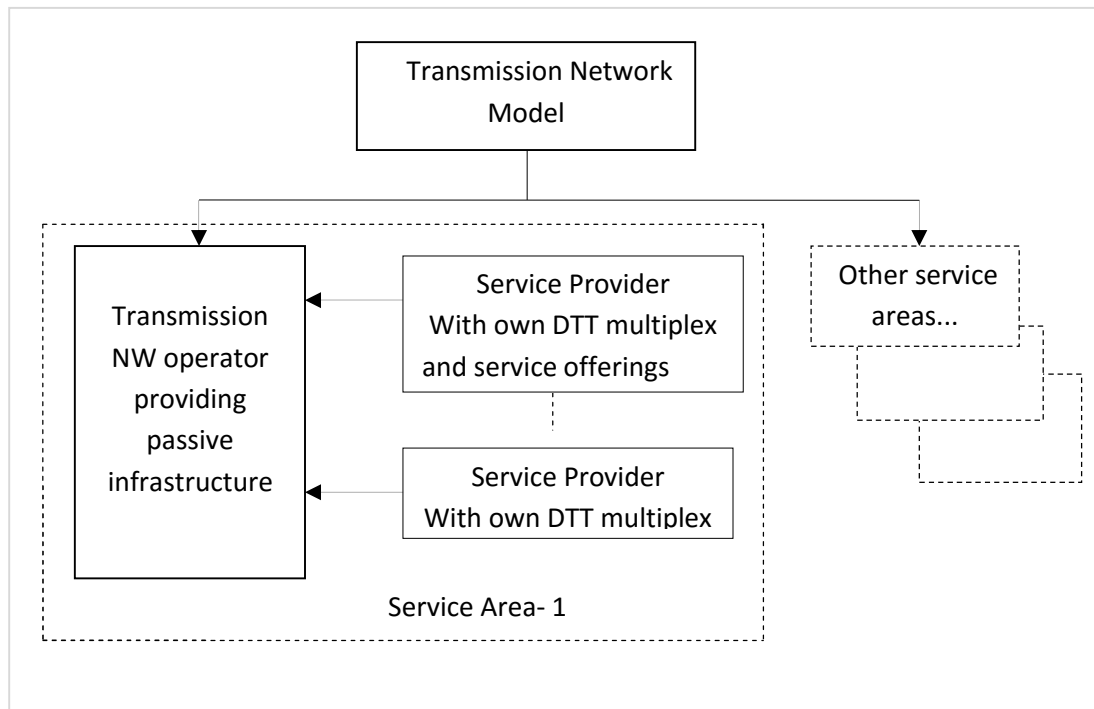 Transmission Network
Model
Transmission
NW operator
providing
passive
infrastructure
Service Provider
With own DTT multiplex
and service offerings
Service Provider
With own DTT multiplex
Service Area- 1
Other service
areas...